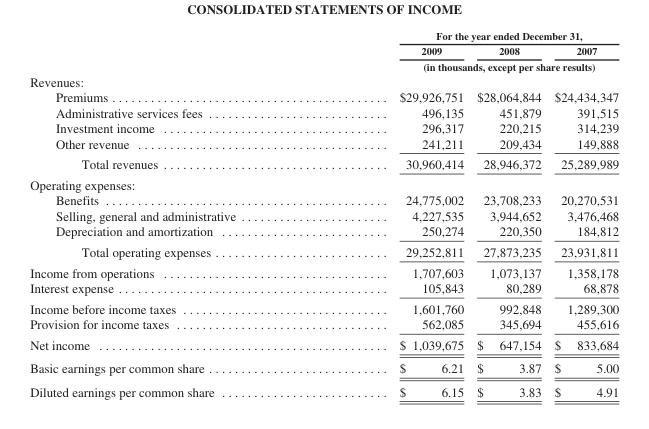 CONSOLIDATED STATEMENTS OF INCOME
For the year ended December 31,
2009 2008 2007
(in thousands, except per share results)
Revenues:
Premiums $29,926,751 $28,064,844 $24,434,347
Administrative services fees 496,135 451,879 391,515
Investment income 296,317 220,215 314,239
Other revenue 241,211 209,434 149,888
Total revenues 30,960,414 28,946,372 25,289,989
Operating expenses:
Benefits 24,775,002 23,708,233 20,270,531
Selling, general and administrative 4,227,535 3,944,652 3,476,468
Depreciation and amortization 250,274 220,350 184,812
Total operating expenses 29,252,811 27,873,235 23,931,811
Income from operations 1,707,603 1,073,137 1,358,178
Interest expense 105,843 80,289 68,878
Income before income taxes 1,601,760 992,848 1,289,300
Provision for income taxes 562,085 345,694 455,616
Net income $ 1,039,675 $ 647,154 $ 833,684
Basic earnings per common share $ 6.21 $ 3.87 $ 5.00
Diluted earnings per common share $ 6.15 $ 3.83 $ 4.91